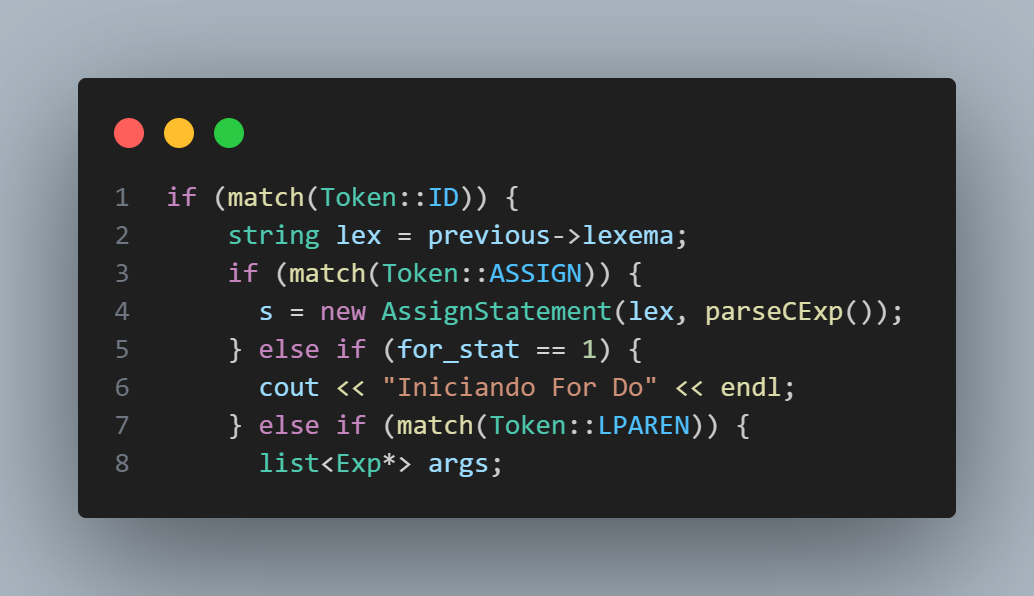 1 if (match(Token::ID)) {
2     string lex = previous->lexema;
3     if (match(Token::ASSIGN)) {
4       s = new AssignStatement(lex, parseCExp());
5     } else if (for_stat == 1) {
6       cout << "Iniciando For Do" << endl;
7     } else if (match(Token::LPAREN)) {
8       list<Exp*> args;